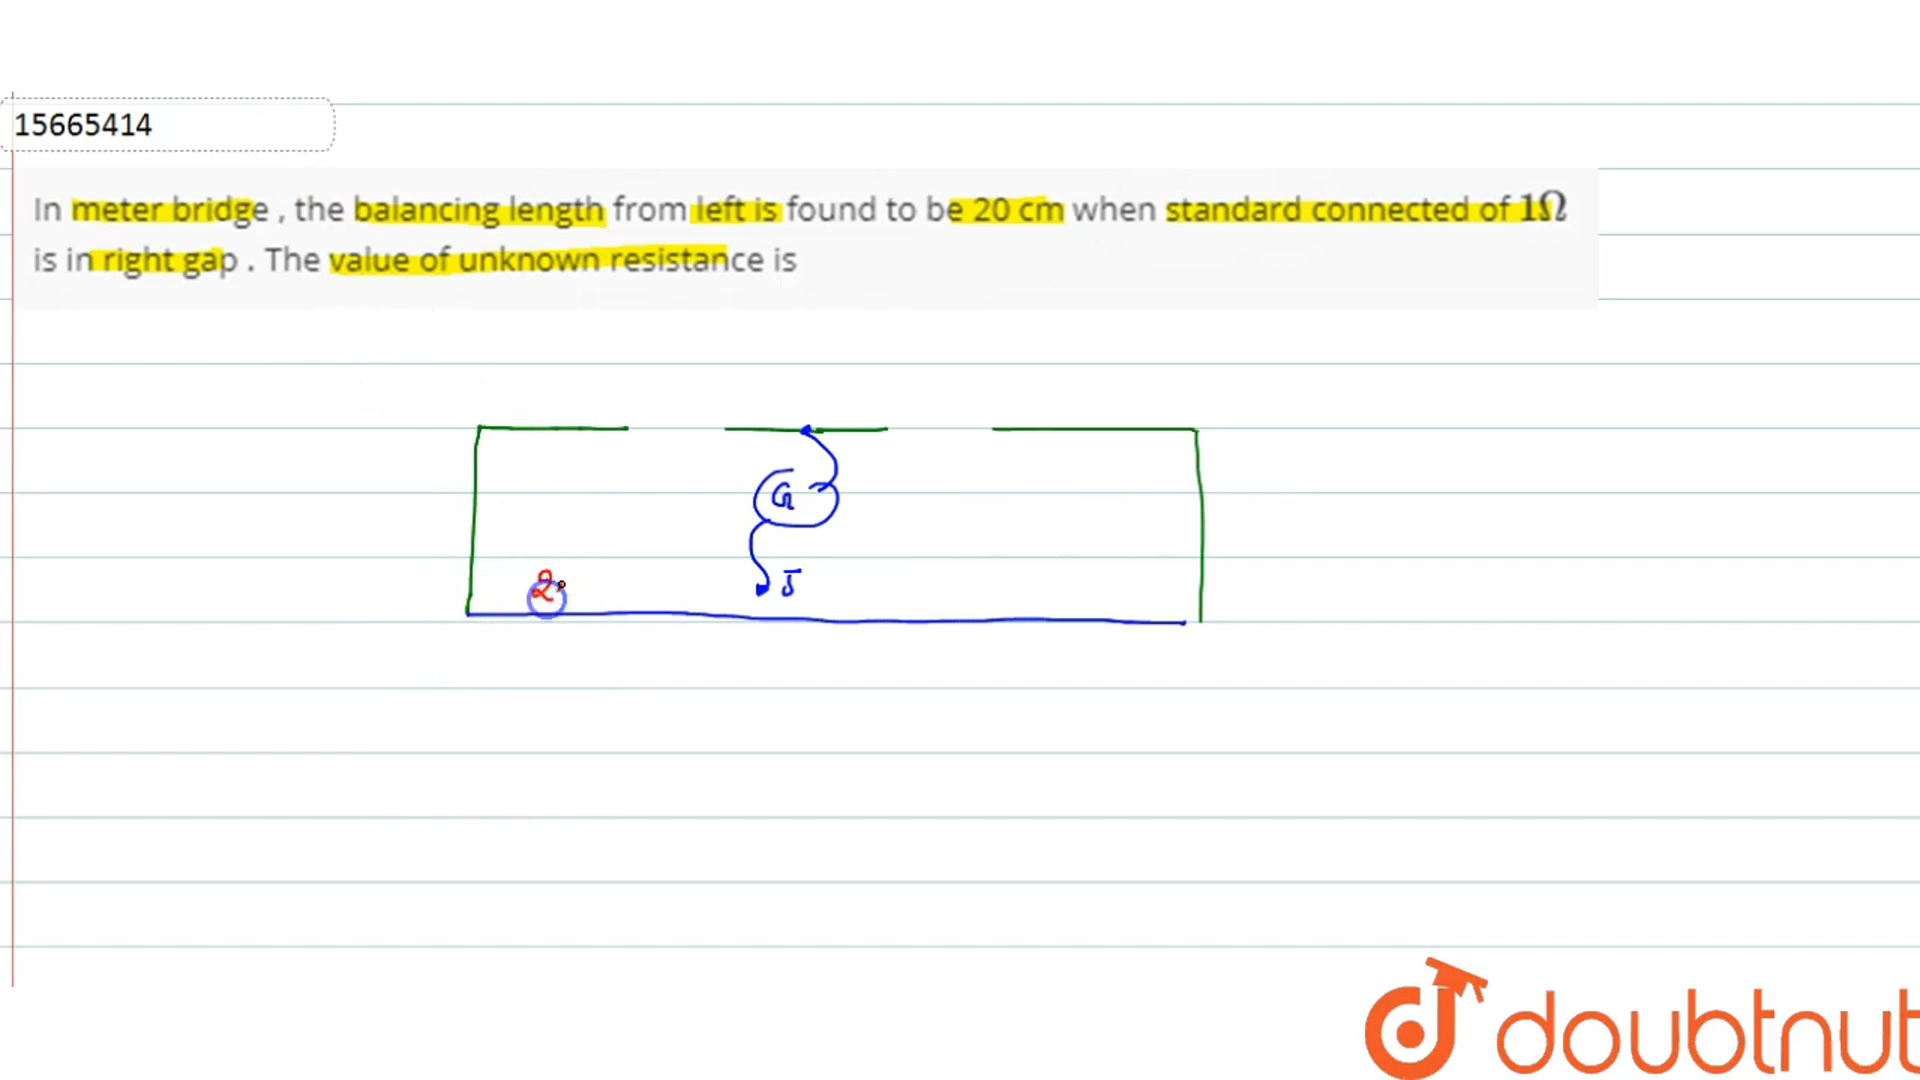 15665414
In meter bridge , the balancing length from left is found to be 20 cm when standard connected of 1Ω
is in right gap . The value of unknown resistance is
G
J
2
doubtnut